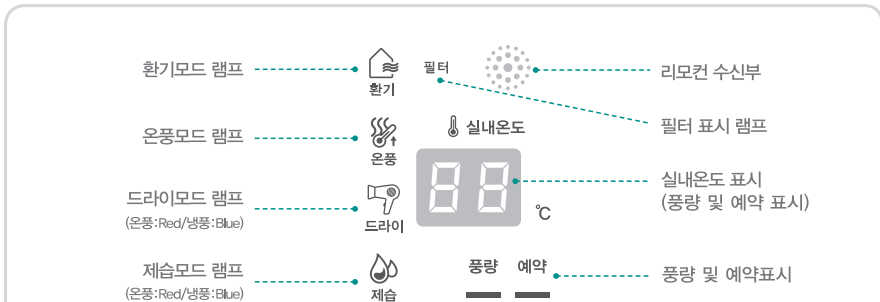 환기모드 램프
환기
필터
리모컨 수신부
필터 표시 램프
온풍모드 램프
온풍
실내온도
88
℃
실내온도 표시
(풍량 및 예약 표시)
드라이모드 램프
(온풍:Red/냉풍:Blue)
드라이
제습모드 램프
(온풍:Red/냉풍:Blue)
제습
풍량 예약
풍량 및 예약표시